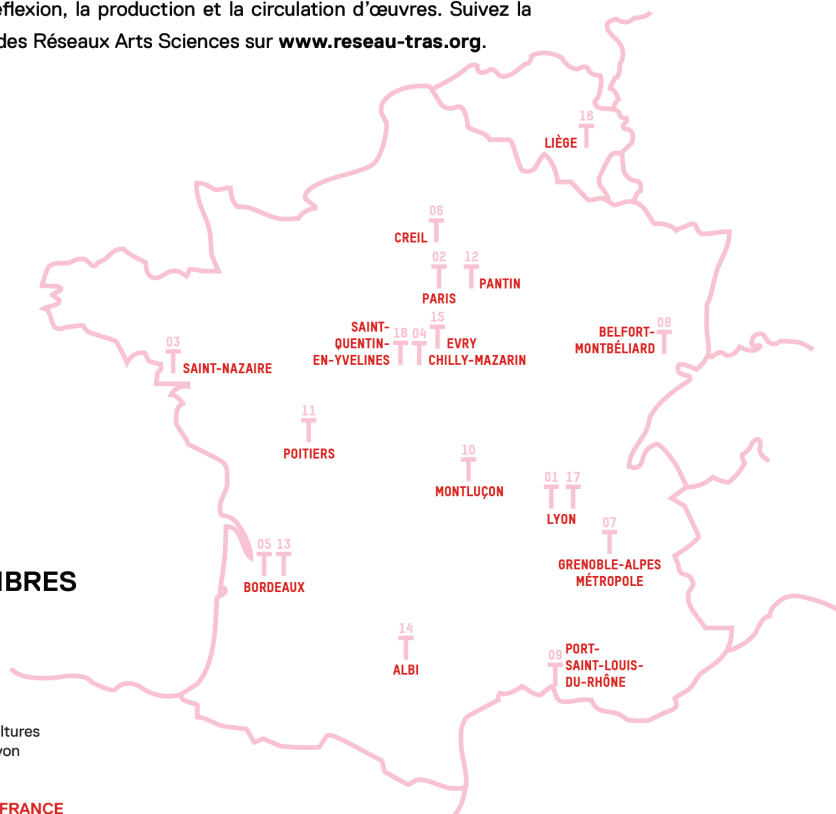 éflexion, la production et la circulation d’œuvres. Suivez la
des Réseaux Arts Sciences sur www.reseau-tras.org.
16
LIÈGE
06
CREIL
02 12
PANTIN
PARIS
15
SAINT-
QUENTIN-
EN-YVELINES
18 04
EVRY
CHILLY-MAZARIN
08
BELFORT-
MONTBÉLIARD
03
SAINT-NAZAIRE
11
POITIERS
10
MONTLUÇON
01 17
LYON
07
GRENOBLE-ALPES
MÉTROPOLE
05 13
BORDEAUX
IBRES
14
ALBI
09
PORT-
SAINT-LOUIS-
DU-RHÔNE
ltures
yon
FRANCE